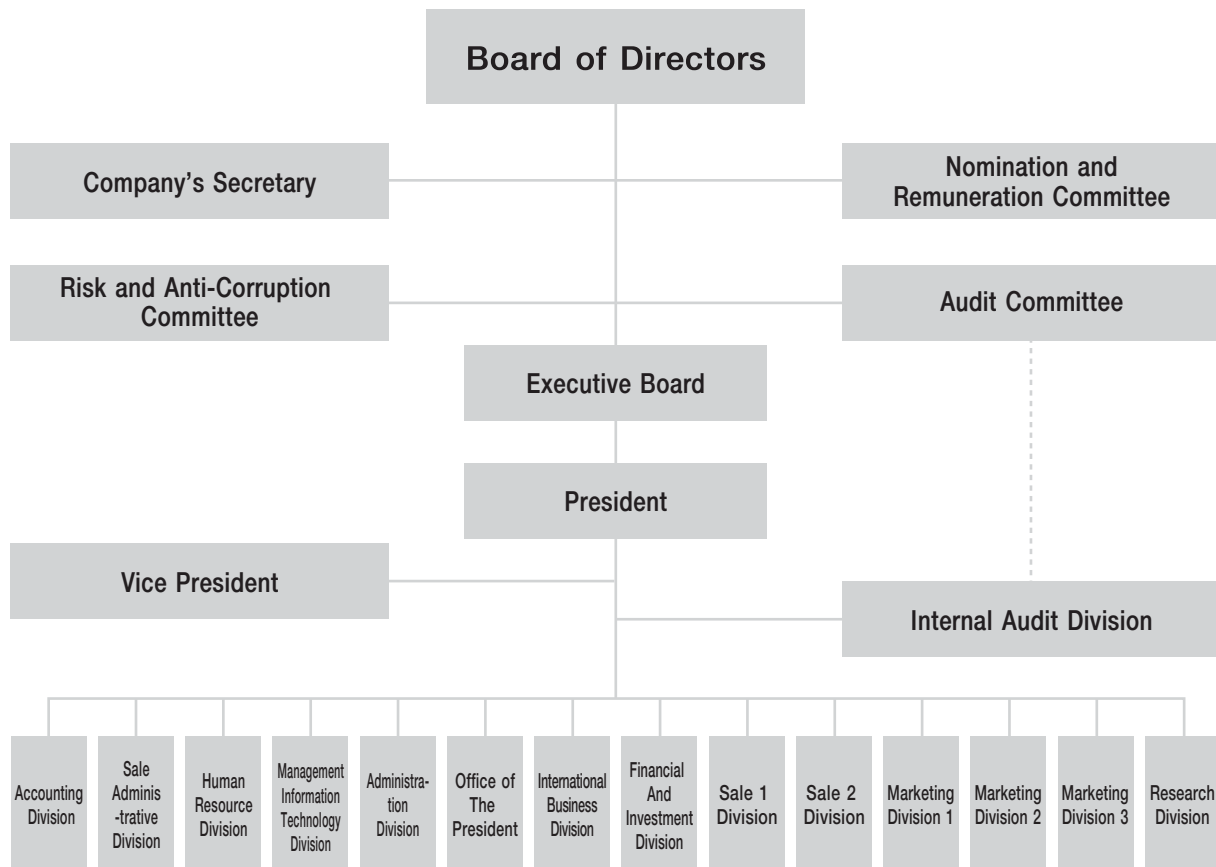 Board of Directors
Company's Secretary
Nomination and
Remuneration Committee
Risk and Anti-Corruption
Committee
Audit Committee
Executive Board
President
Vice President
Internal Audit Division
Accounting
Division
Sale
Adminis
-trative
Division
Human
Resource
Division
Management
Information
Technology
Division
Administra-
tion
Division
Office of
The
President
International
Business
Division
Financial
And
Investment
Division
Sale 1
Division
Sale 2
Division
Marketing
Division 1
Marketing
Division 2
Marketing
Division 3
Research
Division